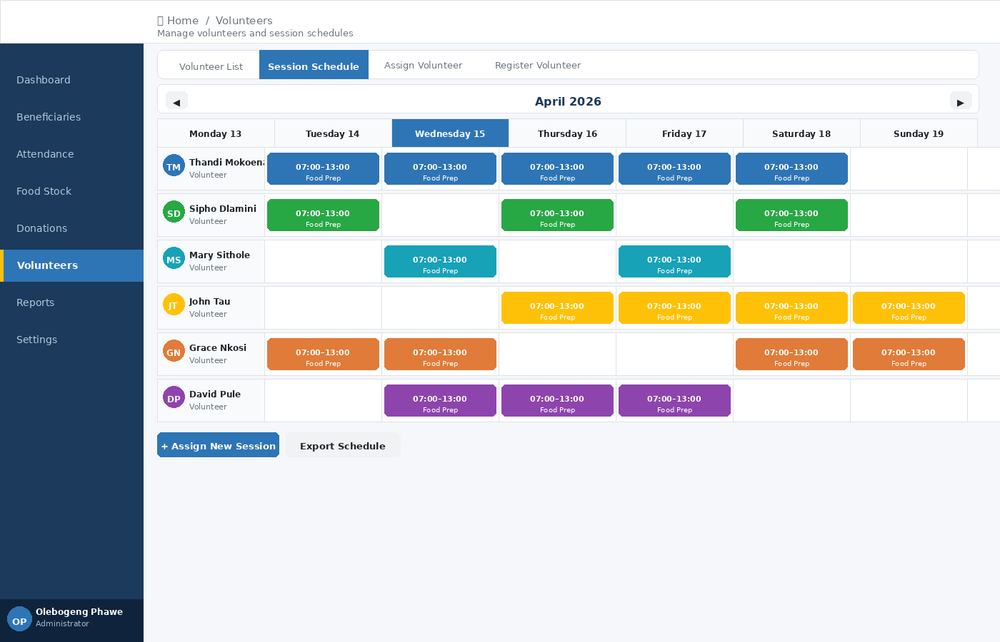 Home / Volunteers
Manage volunteers and session schedules
Dashboard
Beneficiaries
Attendance
Food Stock
Donations
Volunteers
Reports
Settings
OP
Olebogeng Phawe
Administrator
Volunteer List
Session Schedule
Assign Volunteer
Register Volunteer
◀
April 2026
▶
Monday 13
Tuesday 14
Wednesday 15
Thursday 16
Friday 17
Saturday 18
Sunday 19
TM
Thandi Mokoena
Volunteer
07:00–13:00
Food Prep
07:00–13:00
Food Prep
07:00–13:00
Food Prep
07:00–13:00
Food Prep
07:00–13:00
Food Prep
SD
Sipho Dlamini
Volunteer
07:00–13:00
Food Prep
07:00–13:00
Food Prep
07:00–13:00
Food Prep
MS
Mary Sithole
Volunteer
07:00–13:00
Food Prep
07:00–13:00
Food Prep
JT
John Tau
Volunteer
07:00–13:00
Food Prep
07:00–13:00
Food Prep
07:00–13:00
Food Prep
07:00–13:00
Food Prep
GN
Grace Nkosi
Volunteer
07:00–13:00
Food Prep
07:00–13:00
Food Prep
07:00–13:00
Food Prep
07:00–13:00
Food Prep
DP
David Pule
Volunteer
07:00–13:00
Food Prep
07:00–13:00
Food Prep
07:00–13:00
Food Prep
+ Assign New Session
Export Schedule